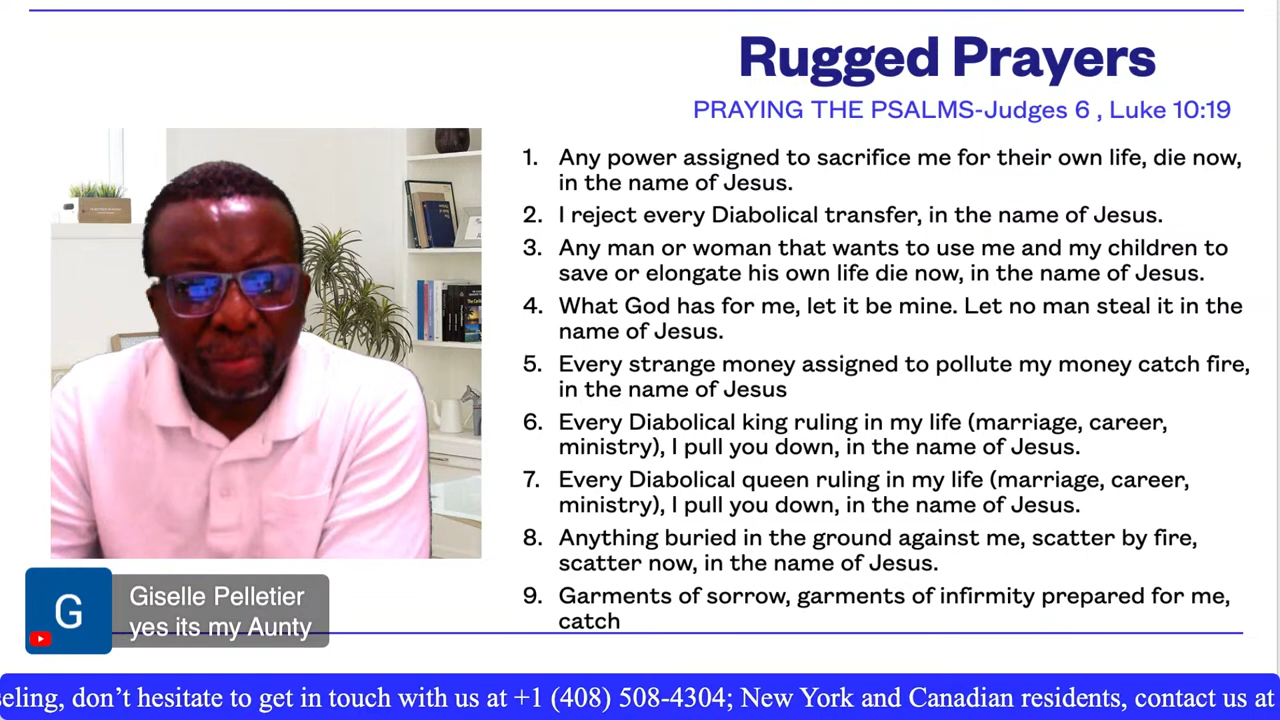 Rugged Prayers
PRAYING THE PSALMS-Judges 6 , Luke 10:19
1. Any power assigned to sacrifice me for their own life, die now,
in the name of Jesus.
2. I reject every Diabolical transfer, in the name of Jesus.
3. Any man or woman that wants to use me and my children to
save or elongate his own life die now, in the name of Jesus.
4. What God has for me, let it be mine. Let no man steal it in the
name of Jesus.
5. Every strange money assigned to pollute my money catch fire,
in the name of Jesus
6. Every Diabolical king ruling in my life (marriage, career,
ministry), I pull you down, in the name of Jesus.
7. Every Diabolical queen ruling in my life (marriage, career,
ministry), I pull you down, in the name of Jesus.
8. Anything buried in the ground against me, scatter by fire,
scatter now, in the name of Jesus.
9. Garments of sorrow, garments of infirmity prepared for me,
catch
G
Giselle Pelletier
yes its my Aunty
seling, don’t hesitate to get in touch with us at +1 (408) 508-4304; New York and Canadian residents, contact us at